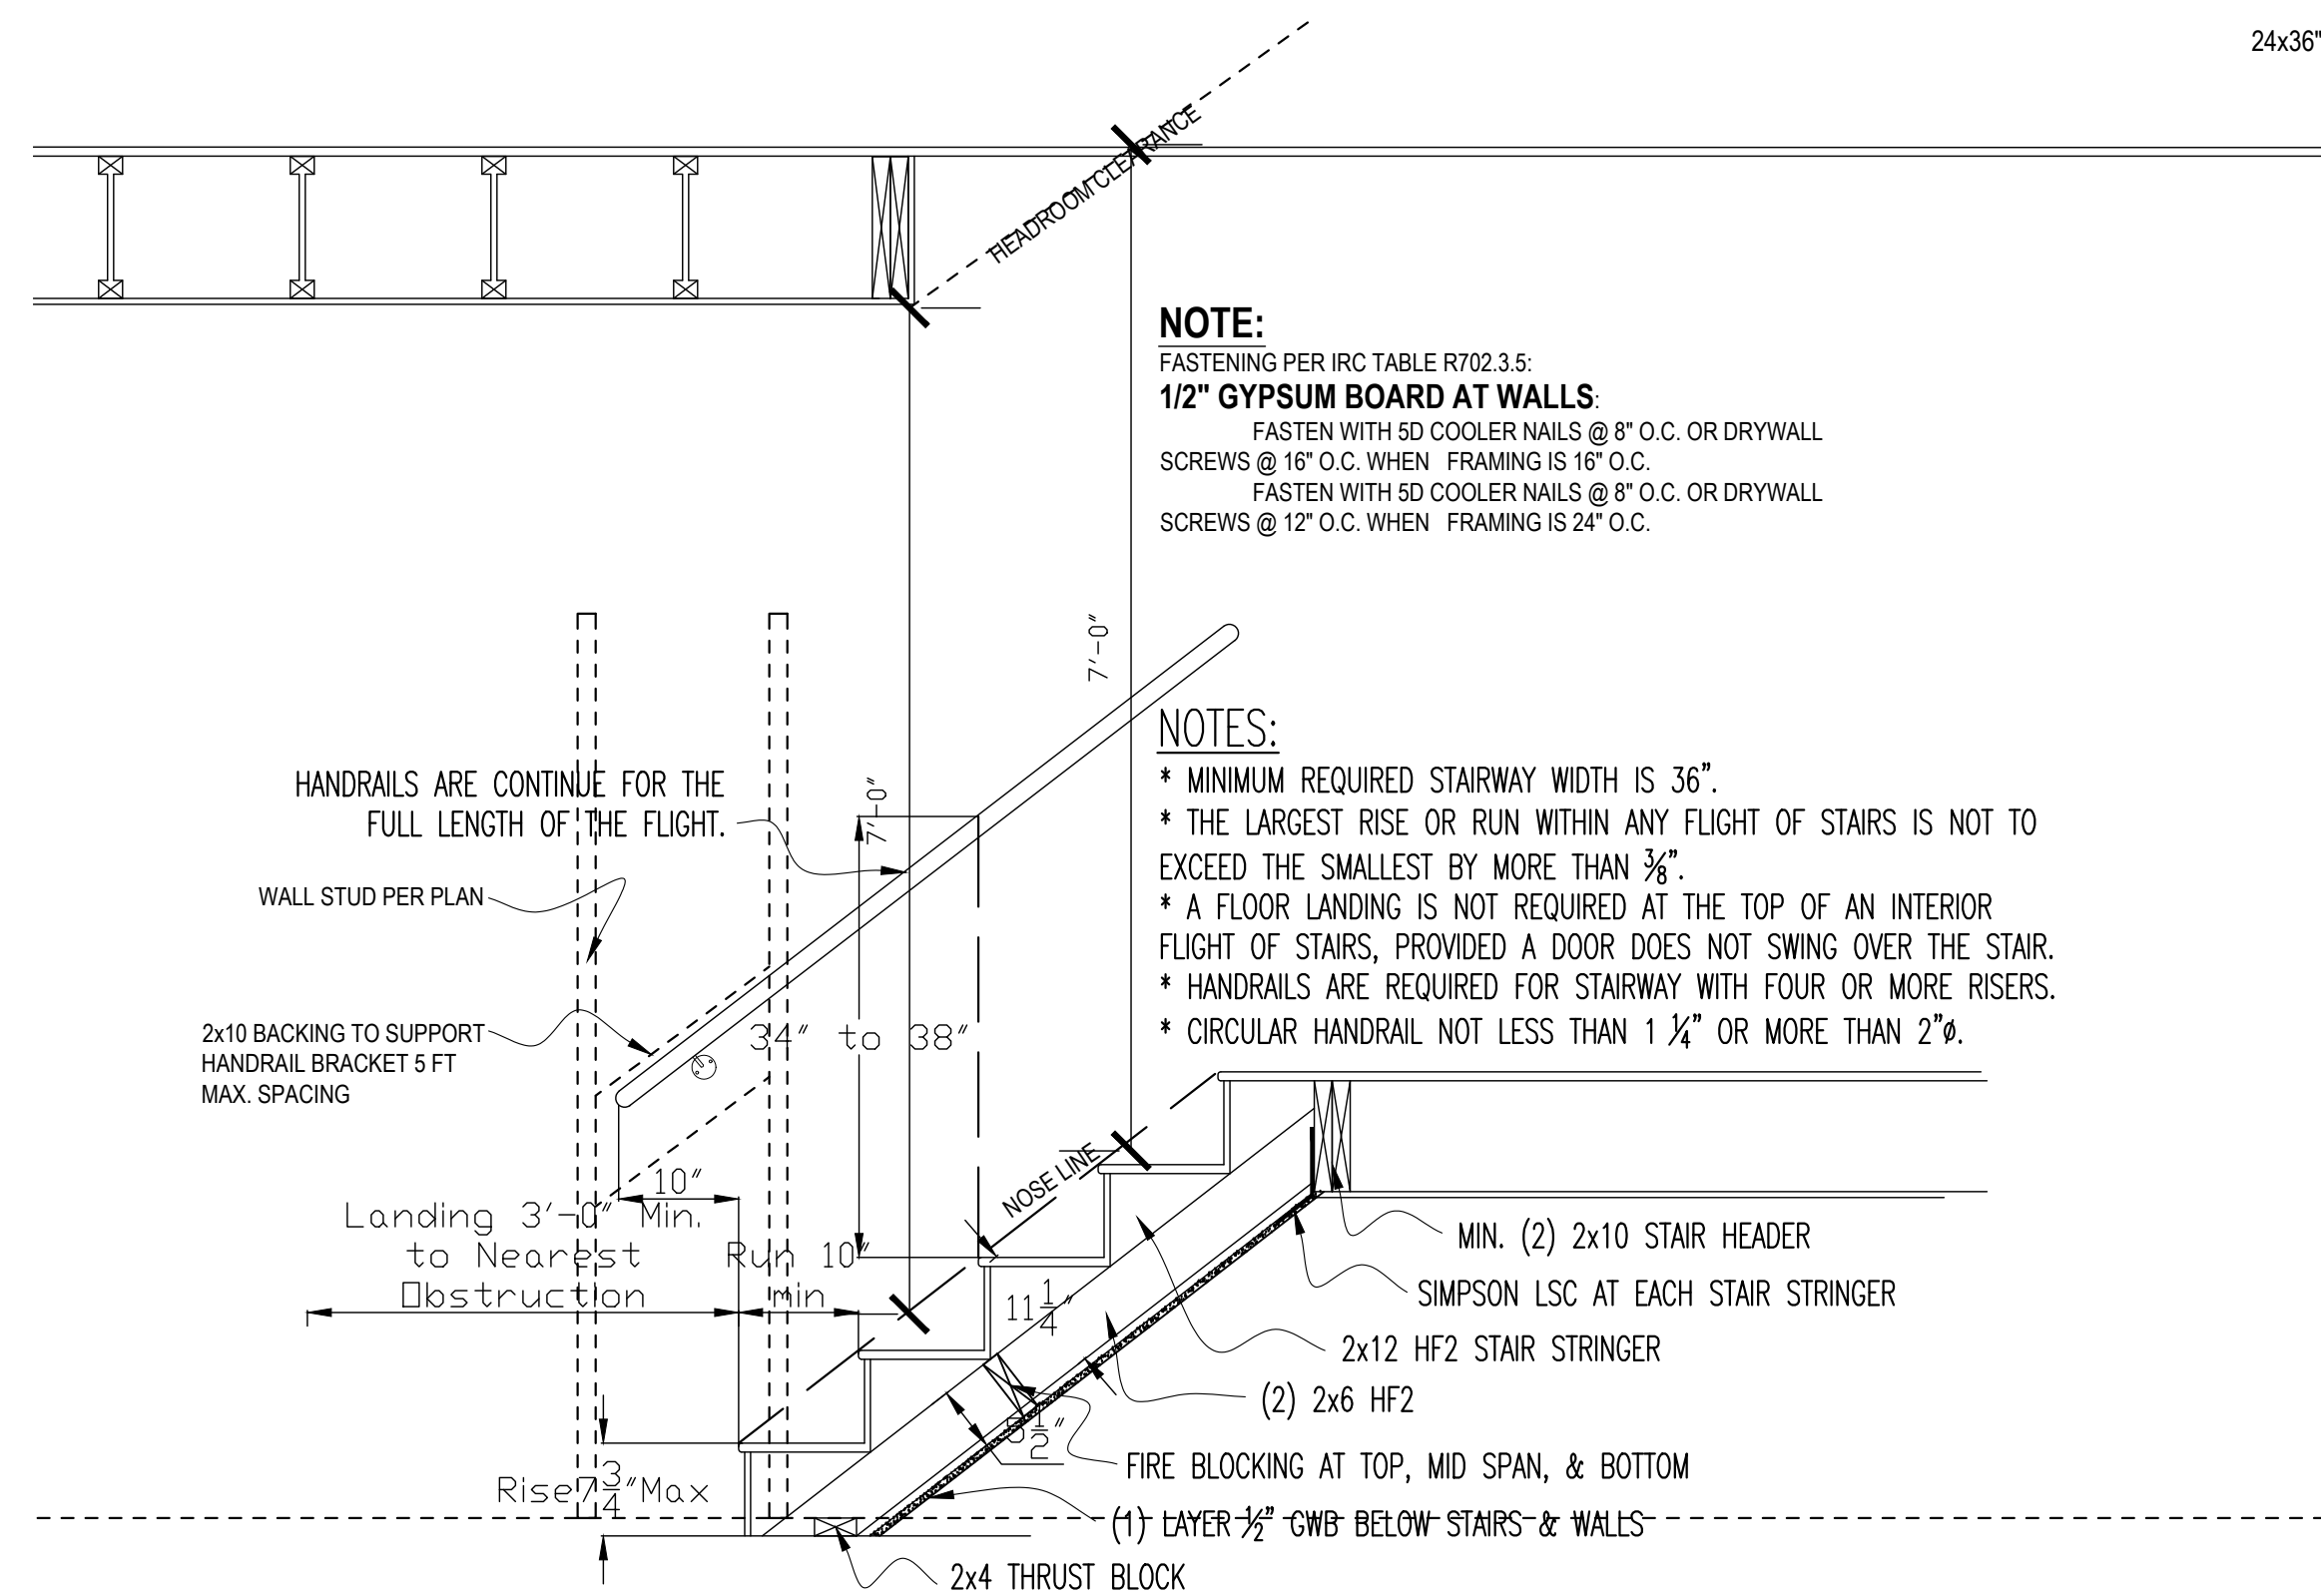 24x36"
HEADROOM CLEARANCE
NOTE:
FASTENING PER IRC TABLE R702.3.5:
1/2" GYPSUM BOARD AT WALLS:
FASTEN WITH 5D COOLER NAILS @ 8" O.C. OR DRYWALL
SCREWS @ 16" O.C. WHEN FRAMING IS 16" O.C.
FASTEN WITH 5D COOLER NAILS @ 8" O.C. OR DRYWALL
SCREWS @ 12" O.C. WHEN FRAMING IS 24" O.C.
7'-0"
7'-0"
HANDRAILS ARE CONTINUE FOR THE
FULL LENGTH OF THE FLIGHT.
WALL STUD PER PLAN
2x10 BACKING TO SUPPORT
HANDRAIL BRACKET 5 FT
MAX. SPACING
34" to 38"
NOTES:
* MINIMUM REQUIRED STAIRWAY WIDTH IS 36".
* THE LARGEST RISE OR RUN WITHIN ANY FLIGHT OF STAIRS IS NOT TO
EXCEED THE SMALLEST BY MORE THAN ⅜".
* A FLOOR LANDING IS NOT REQUIRED AT THE TOP OF AN INTERIOR
FLIGHT OF STAIRS, PROVIDED A DOOR DOES NOT SWING OVER THE STAIR.
* HANDRAILS ARE REQUIRED FOR STAIRWAY WITH FOUR OR MORE RISERS.
* CIRCULAR HANDRAIL NOT LESS THAN 1 ¼" OR MORE THAN 2"ø.
NOSE LINE
10"
Landing 3'-0" Min.
to Nearest
Obstruction
Run 10"
min
11 1/4"
5 1/2"
Rise 7 3/4" Max
MIN. (2) 2x10 STAIR HEADER
SIMPSON LSC AT EACH STAIR STRINGER
2x12 HF2 STAIR STRINGER
(2) 2x6 HF2
FIRE BLOCKING AT TOP, MID SPAN, & BOTTOM
(1) LAYER ½" GWB BELOW STAIRS & WALLS
2x4 THRUST BLOCK